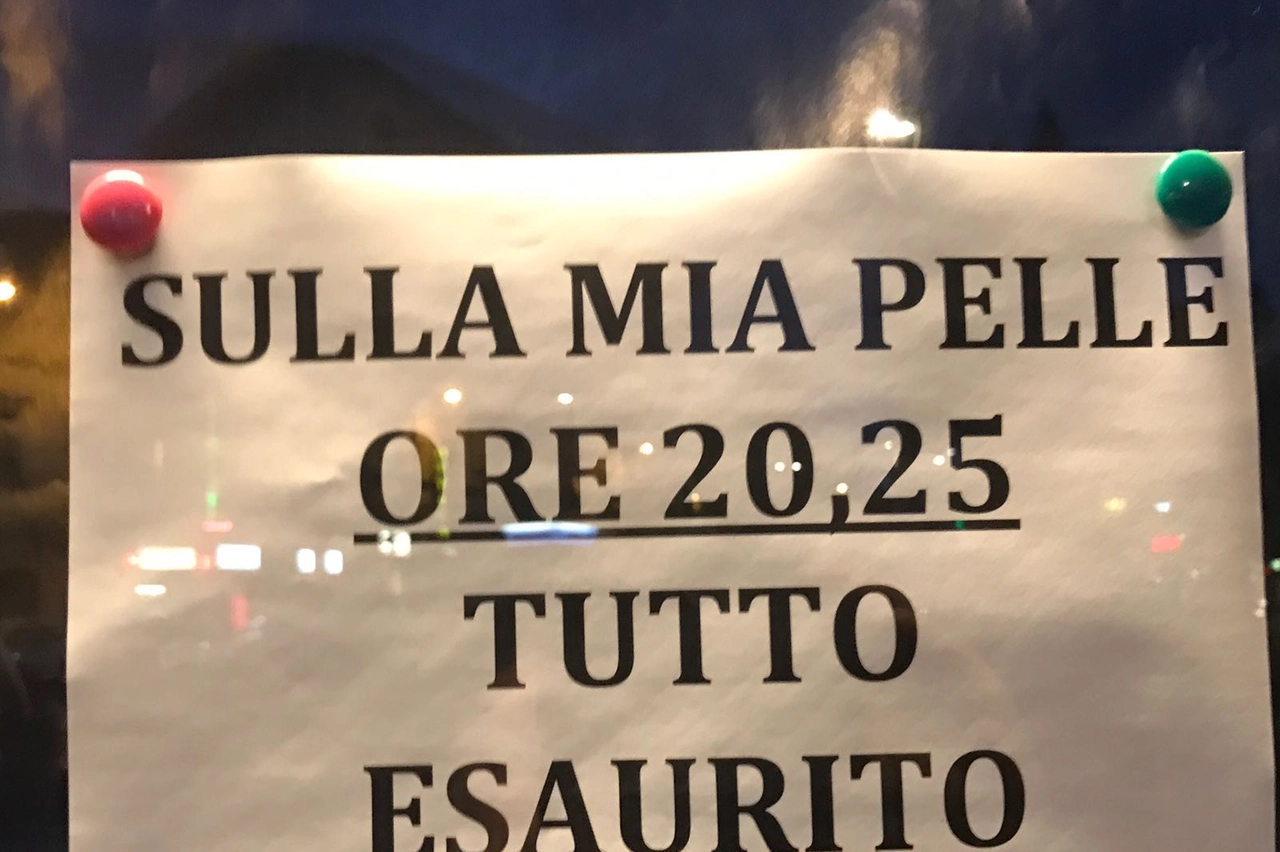 SULLA MIA PELLE
ORE 20,25
TUTTO
ESAURITO